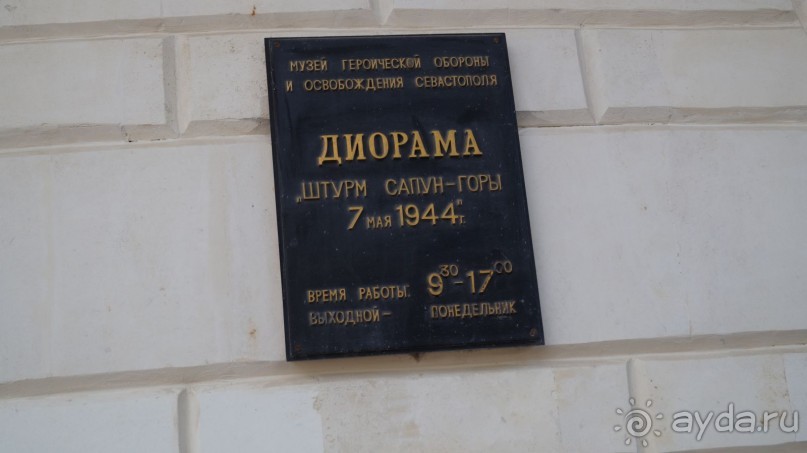 МУЗЕЙ ГЕРОИЧЕСКОЙ ОБОРОНЫ
И ОСВОБОЖДЕНИЯ СЕВАСТОПОЛЯ
ДИОРАМА
„ШТУРМ САПУН-ГОРЫ
7 МАЯ 1944 г."
ВРЕМЯ РАБОТЫ: 9³⁰-17⁰⁰
ВЫХОДНОЙ- ПОНЕДЕЛЬНИК
ayda.ru